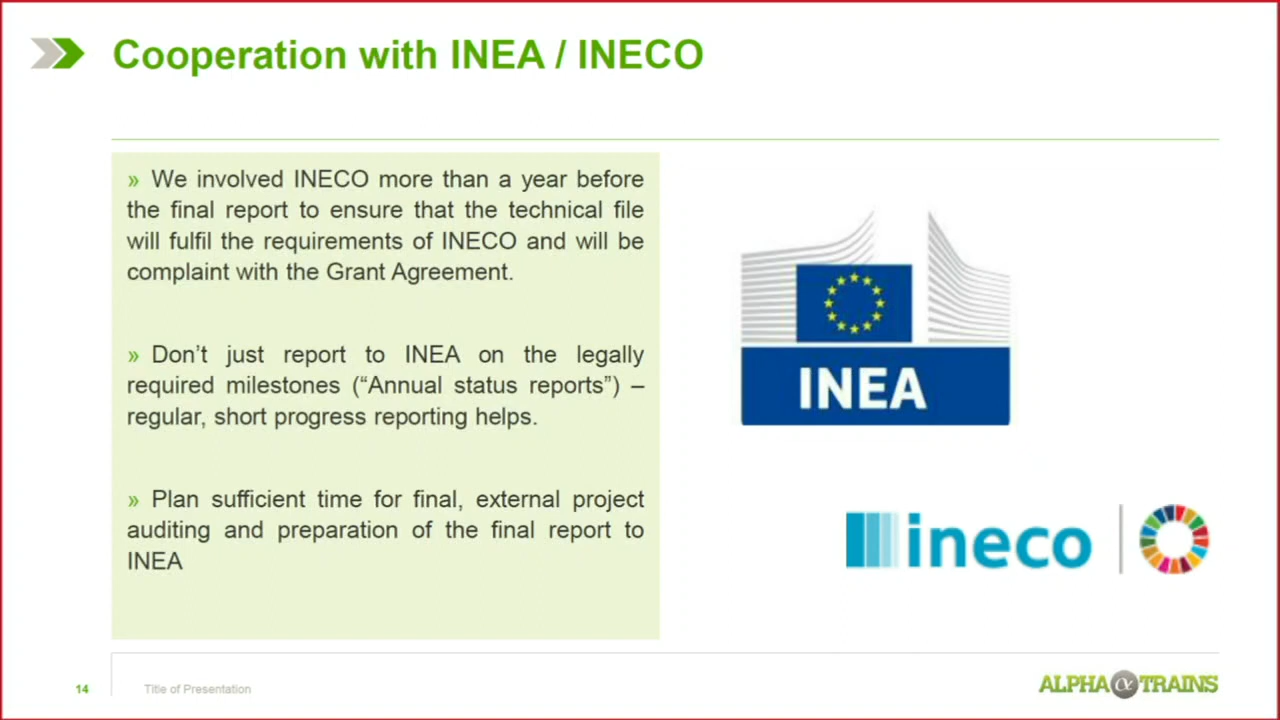 Cooperation with INEA / INECO
» We involved INECO more than a year before
the final report to ensure that the technical file
will fulfil the requirements of INECO and will be
complaint with the Grant Agreement.
» Don’t just report to INEA on the legally
required milestones (“Annual status reports”) –
regular, short progress reporting helps.
» Plan sufficient time for final, external project
auditing and preparation of the final report to
INEA
INEA
ineco
14
Title of Presentation
ALPHA α TRAINS